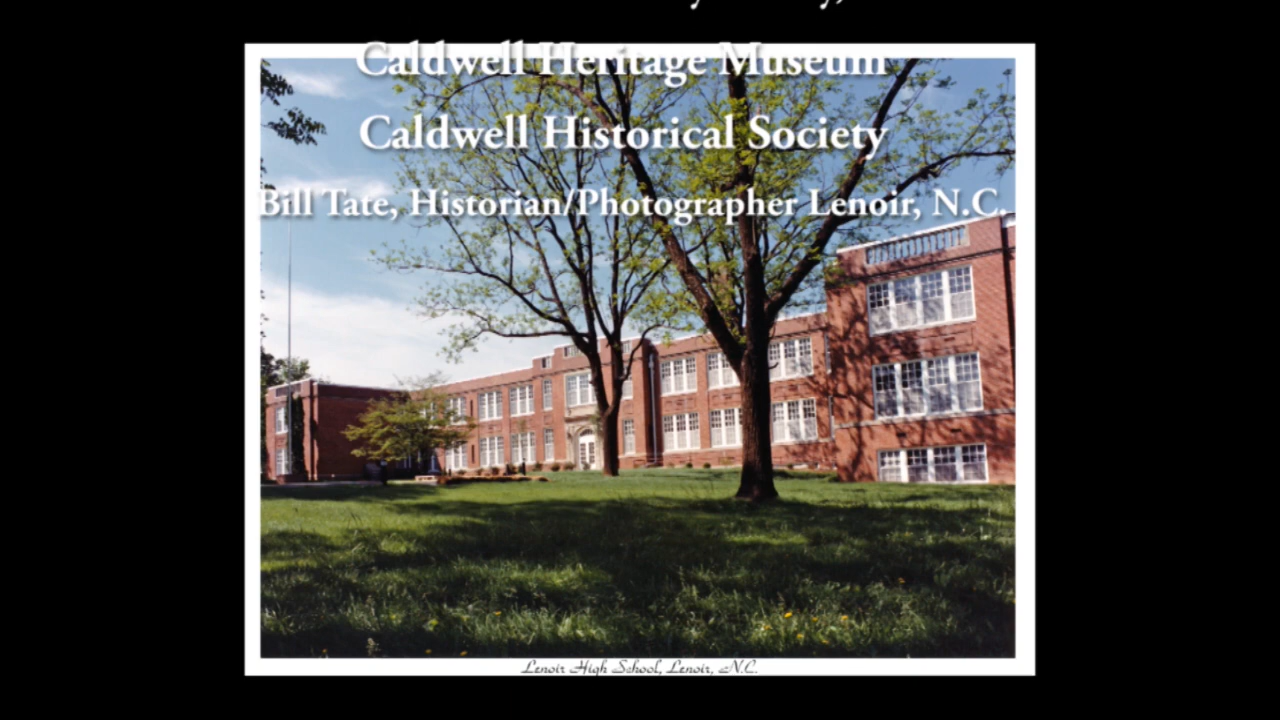 Caldwell Heritage Museum
Caldwell Historical Society
Bill Tate, Historian/Photographer Lenoir, N.C.
Lenoir High School, Lenoir, N.C.